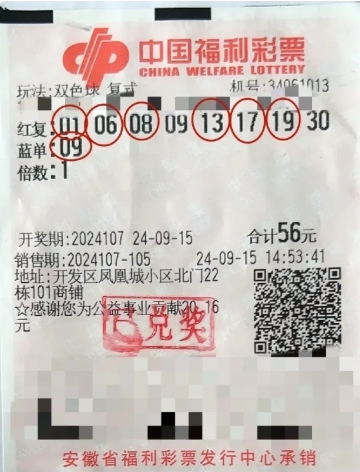 中国福利彩票
CHINA WELFARE LOTTERY
玩法:双色球 复式 机号:34061013
红复:01 06 08 09 13 17 19 30
蓝单:09
倍数:1
开奖期:2024107 24-09-15 合计56元
销售期:2024107-105 24-09-15 14:53:41
地址:开发区凤凰城小区北门22
栋101商铺
☆感谢您为公益事业贡献20.16
元
已兑奖
安徽省福利彩票发行中心承销